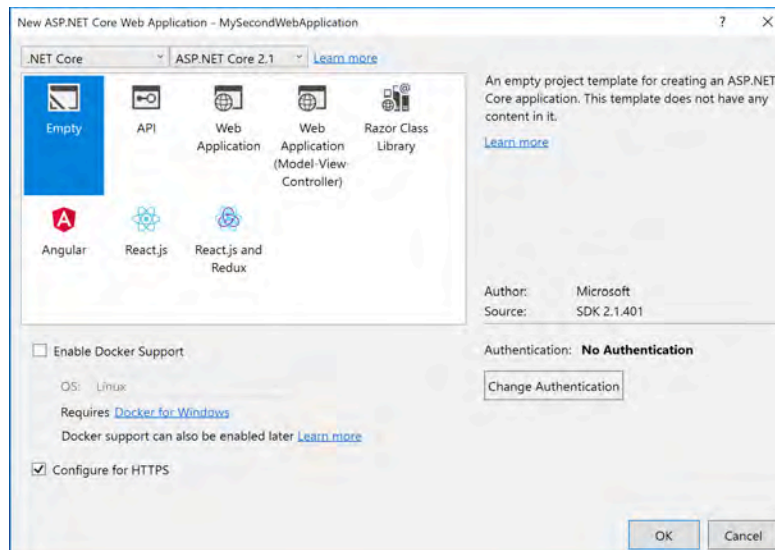 New ASP.NET Core Web Application - MySecondWebApplication
.NET Core
ASP.NET Core 2.1
Learn more
Empty
API
Web
Application
Web
Application
(Model-View-
Controller)
Razor Class
Library
Angular
React.js
React.js and
Redux
An empty project template for creating an ASP.NET
Core application. This template does not have any
content in it.
Learn more
Author: Microsoft
Source: SDK 2.1.401
Authentication: No Authentication
Change Authentication
Enable Docker Support
OS: Linux
Requires Docker for Windows
Docker support can also be enabled later Learn more
Configure for HTTPS
OK
Cancel